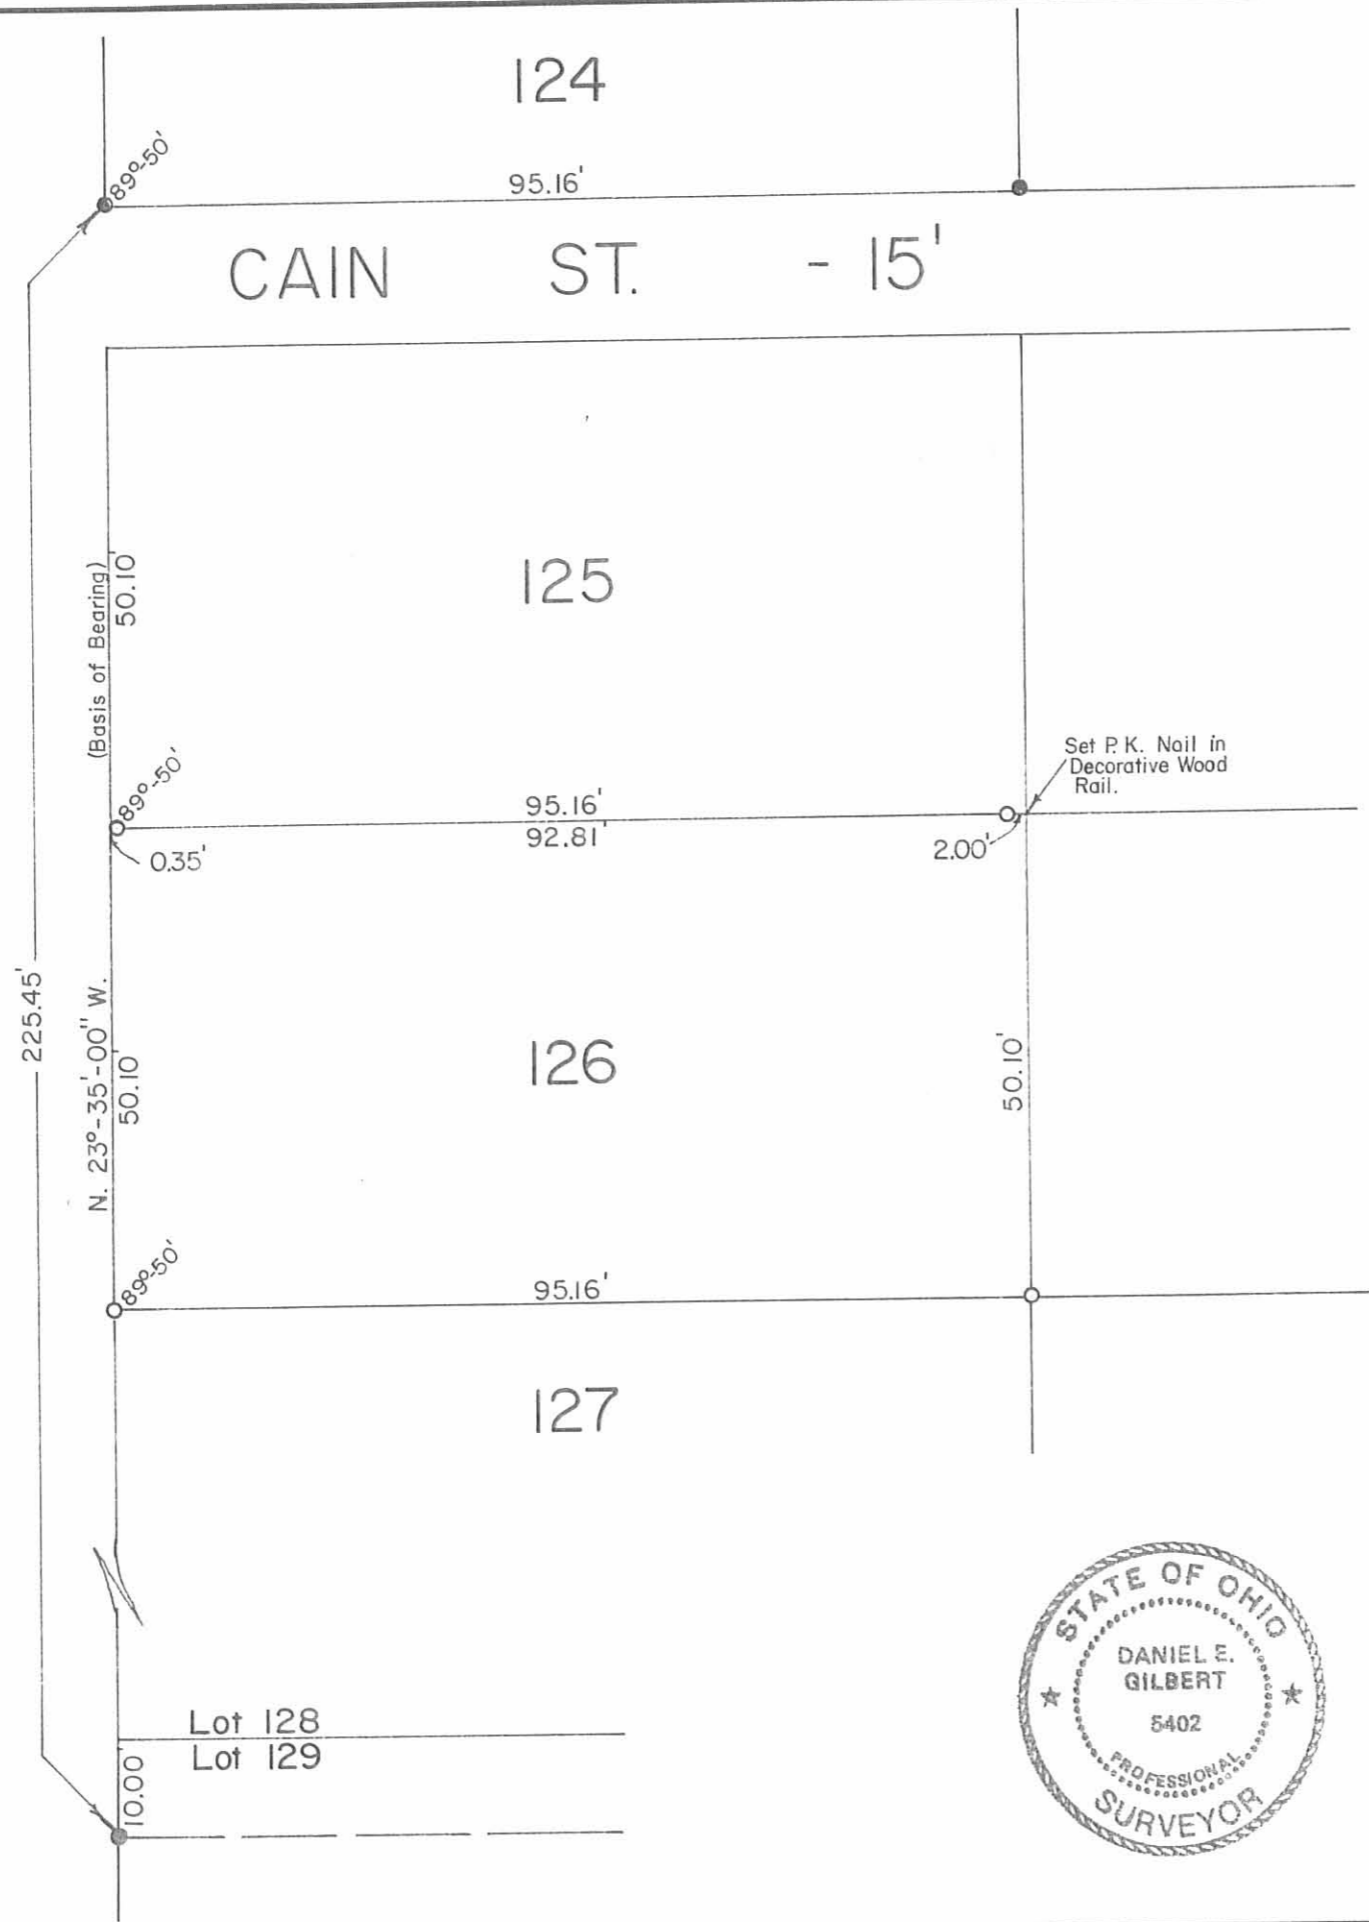 124
89°-50'
95.16'
CAIN ST. - 15'
(Basis of Bearing)
50.10'
125
Set P.K. Nail in
Decorative Wood
Rail.
89°-50'
95.16'
92.81'
0.35'
2.00'
225.45'
N. 23°-35'-00" W.
50.10'
126
50.10'
89°-50'
95.16'
127
Lot 128
Lot 129
10.00'
STATE OF OHIO
DANIEL E.
GILBERT
5402
PROFESSIONAL
SURVEYOR